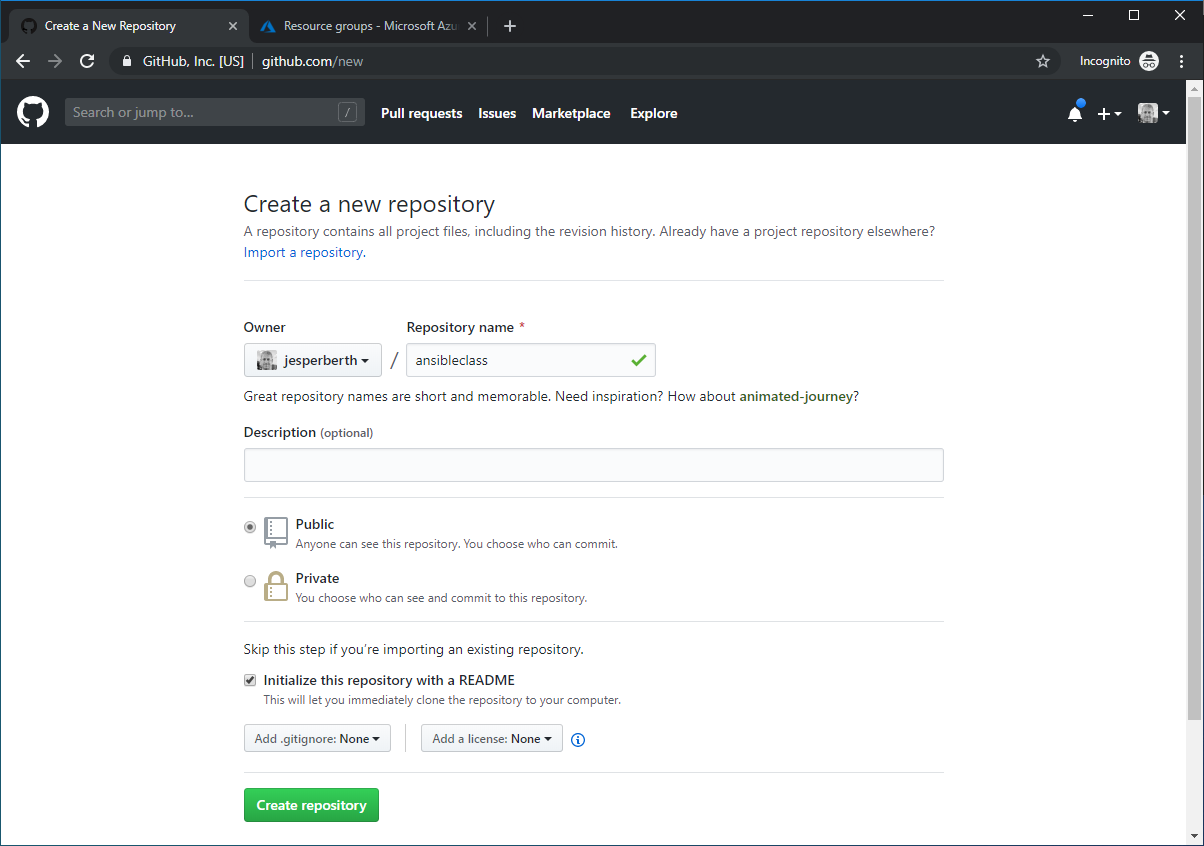 Create a New Repository
Resource groups - Microsoft Azu
GitHub, Inc. [US] github.com/new
Incognito
Search or jump to... /
Pull requests Issues Marketplace Explore
Create a new repository
A repository contains all project files, including the revision history. Already have a project repository elsewhere?
Import a repository.
Owner Repository name *
jesperberth / ansibleclass
Great repository names are short and memorable. Need inspiration? How about animated-journey?
Description (optional)
Public
Anyone can see this repository. You choose who can commit.
Private
You choose who can see and commit to this repository.
Skip this step if you’re importing an existing repository.
Initialize this repository with a README
This will let you immediately clone the repository to your computer.
Add .gitignore: None Add a license: None
Create repository